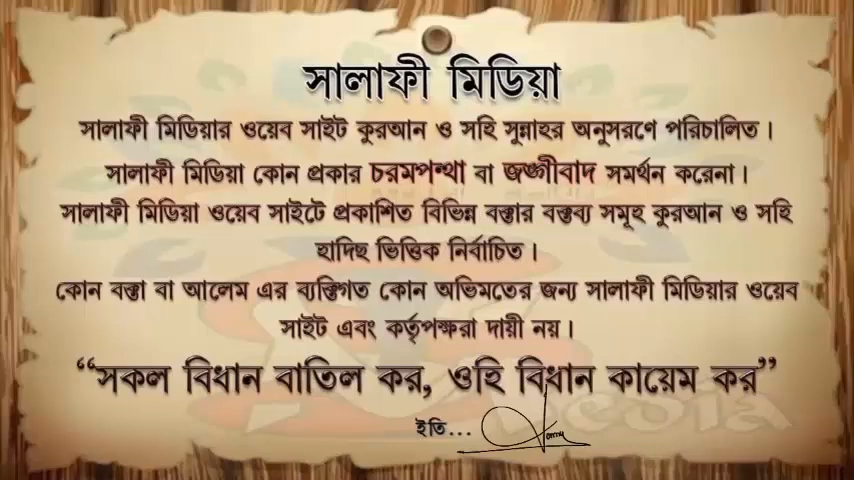 সালাফী মিডিয়া
সালাফী মিডিয়ার ওয়েব সাইট কুরআন ও সহি সুন্নাহর অনুসরণে পরিচালিত।
সালাফী মিডিয়া কোন প্রকার চরমপন্থা বা জঙ্গীবাদ সমর্থন করেনা।
সালাফী মিডিয়া ওয়েব সাইটে প্রকাশিত বিভিন্ন বক্তার বক্তব্য সমূহ কুরআন ও সহি
হাদিছ ভিত্তিক নির্বাচিত।
কোন বক্তা বা আলেম এর ব্যক্তিগত কোন অভিমতের জন্য সালাফী মিডিয়ার ওয়েব
সাইট এবং কর্তৃপক্ষরা দায়ী নয়।
“সকল বিধান বাতিল কর, ওহি বিধান কায়েম কর”
ইতি...